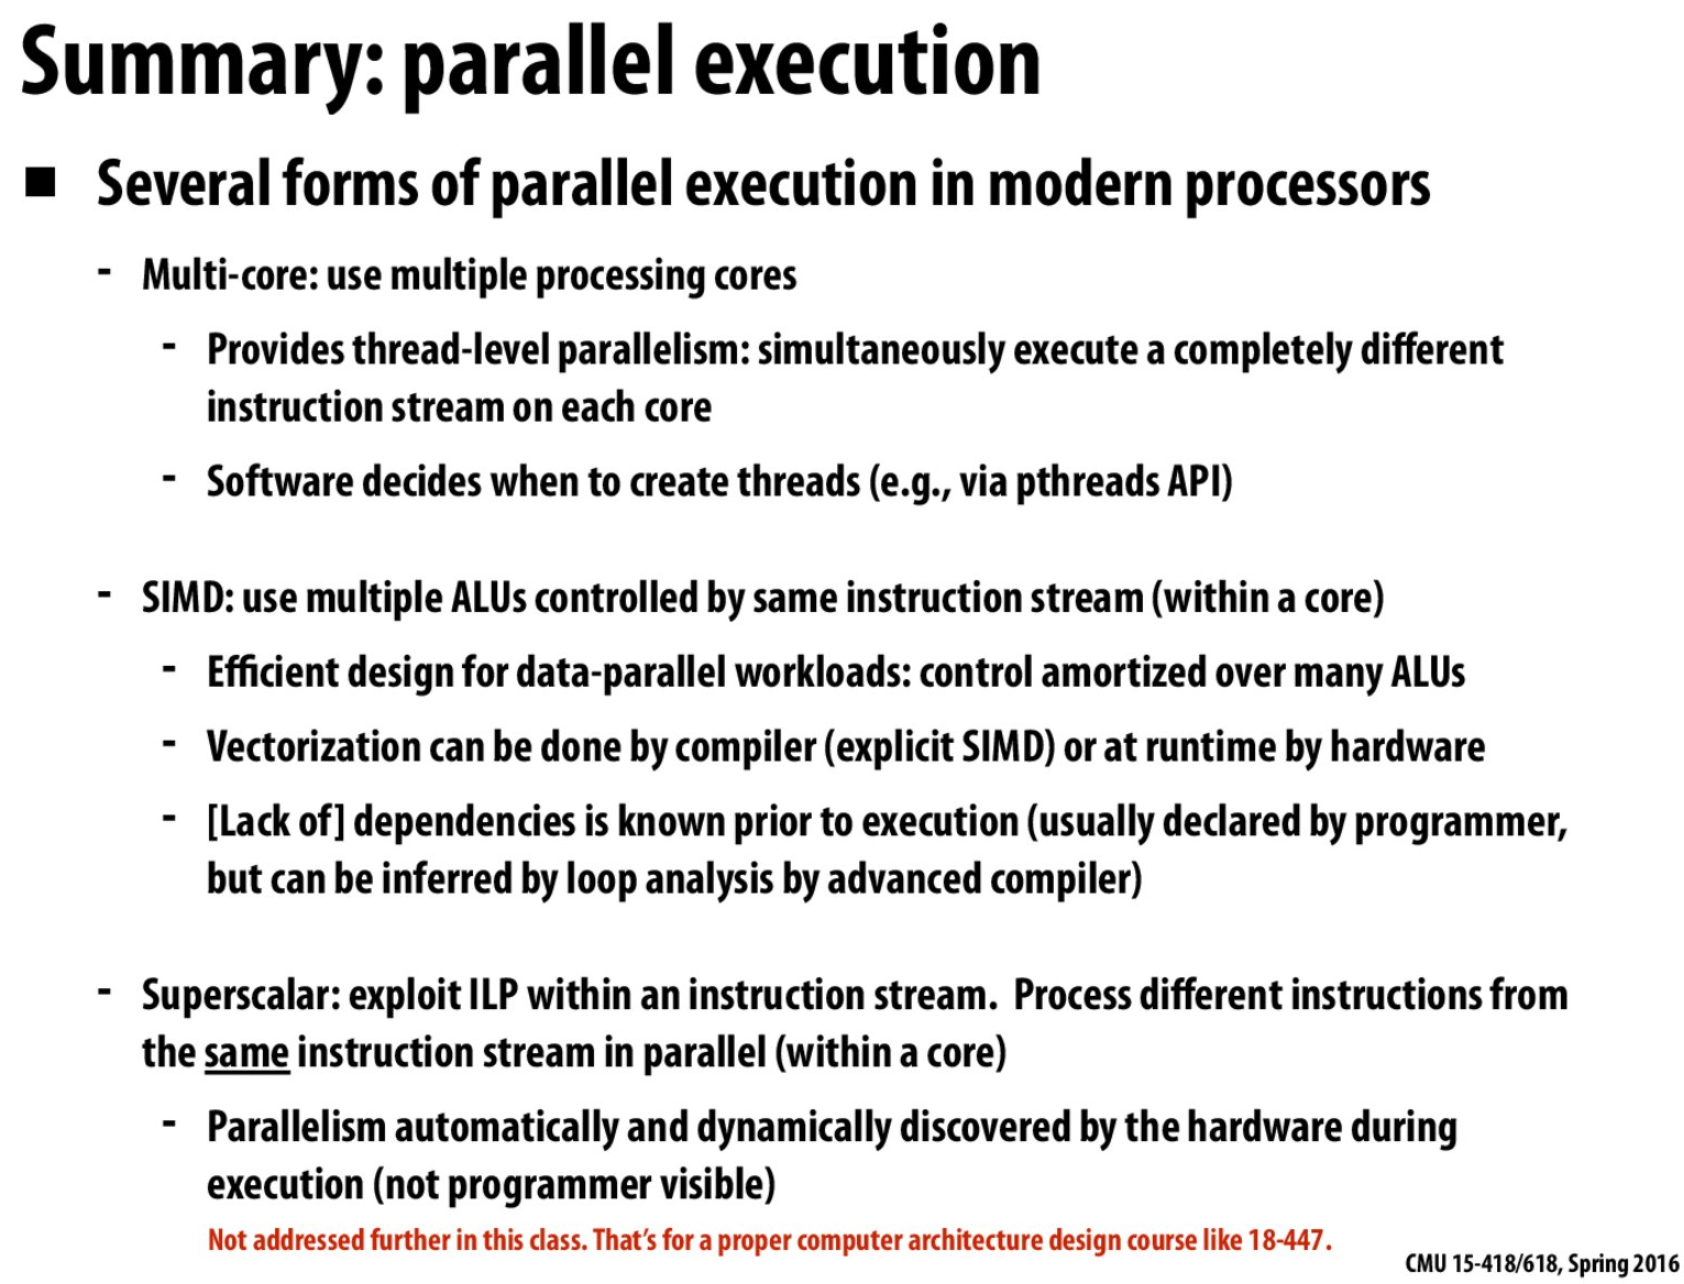 Summary: parallel execution
■ Several forms of parallel execution in modern processors
- Multi-core: use multiple processing cores
- Provides thread-level parallelism: simultaneously execute a completely different
instruction stream on each core
- Software decides when to create threads (e.g., via pthreads API)
- SIMD: use multiple ALUs controlled by same instruction stream (within a core)
- Efficient design for data-parallel workloads: control amortized over many ALUs
- Vectorization can be done by compiler (explicit SIMD) or at runtime by hardware
- [Lack of] dependencies is known prior to execution (usually declared by programmer,
but can be inferred by loop analysis by advanced compiler)
- Superscalar: exploit ILP within an instruction stream. Process different instructions from
the same instruction stream in parallel (within a core)
- Parallelism automatically and dynamically discovered by the hardware during
execution (not programmer visible)
Not addressed further in this class. That's for a proper computer architecture design course like 18-447.
CMU 15-418/618, Spring 2016